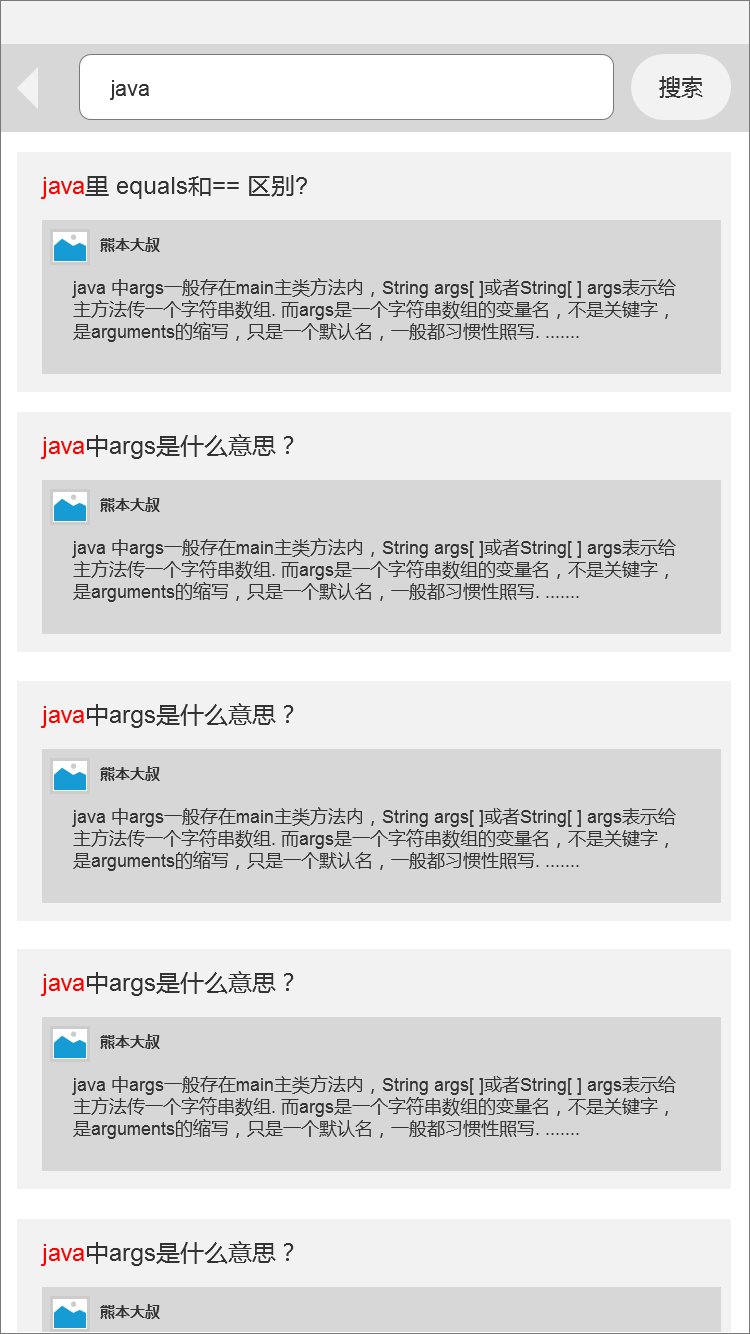 java
搜索
java里 equals和== 区别?
熊本大叔
java 中args一般存在main主类方法内，String args[ ]或者String[ ] args表示给
主方法传一个字符串数组. 而args是一个字符串数组的变量名，不是关键字，
是arguments的缩写，只是一个默认名，一般都习惯性照写. .......
java中args是什么意思？
熊本大叔
java 中args一般存在main主类方法内，String args[ ]或者String[ ] args表示给
主方法传一个字符串数组. 而args是一个字符串数组的变量名，不是关键字，
是arguments的缩写，只是一个默认名，一般都习惯性照写. .......
java中args是什么意思？
熊本大叔
java 中args一般存在main主类方法内，String args[ ]或者String[ ] args表示给
主方法传一个字符串数组. 而args是一个字符串数组的变量名，不是关键字，
是arguments的缩写，只是一个默认名，一般都习惯性照写. .......
java中args是什么意思？
熊本大叔
java 中args一般存在main主类方法内，String args[ ]或者String[ ] args表示给
主方法传一个字符串数组. 而args是一个字符串数组的变量名，不是关键字，
是arguments的缩写，只是一个默认名，一般都习惯性照写. .......
java中args是什么意思？
熊本大叔